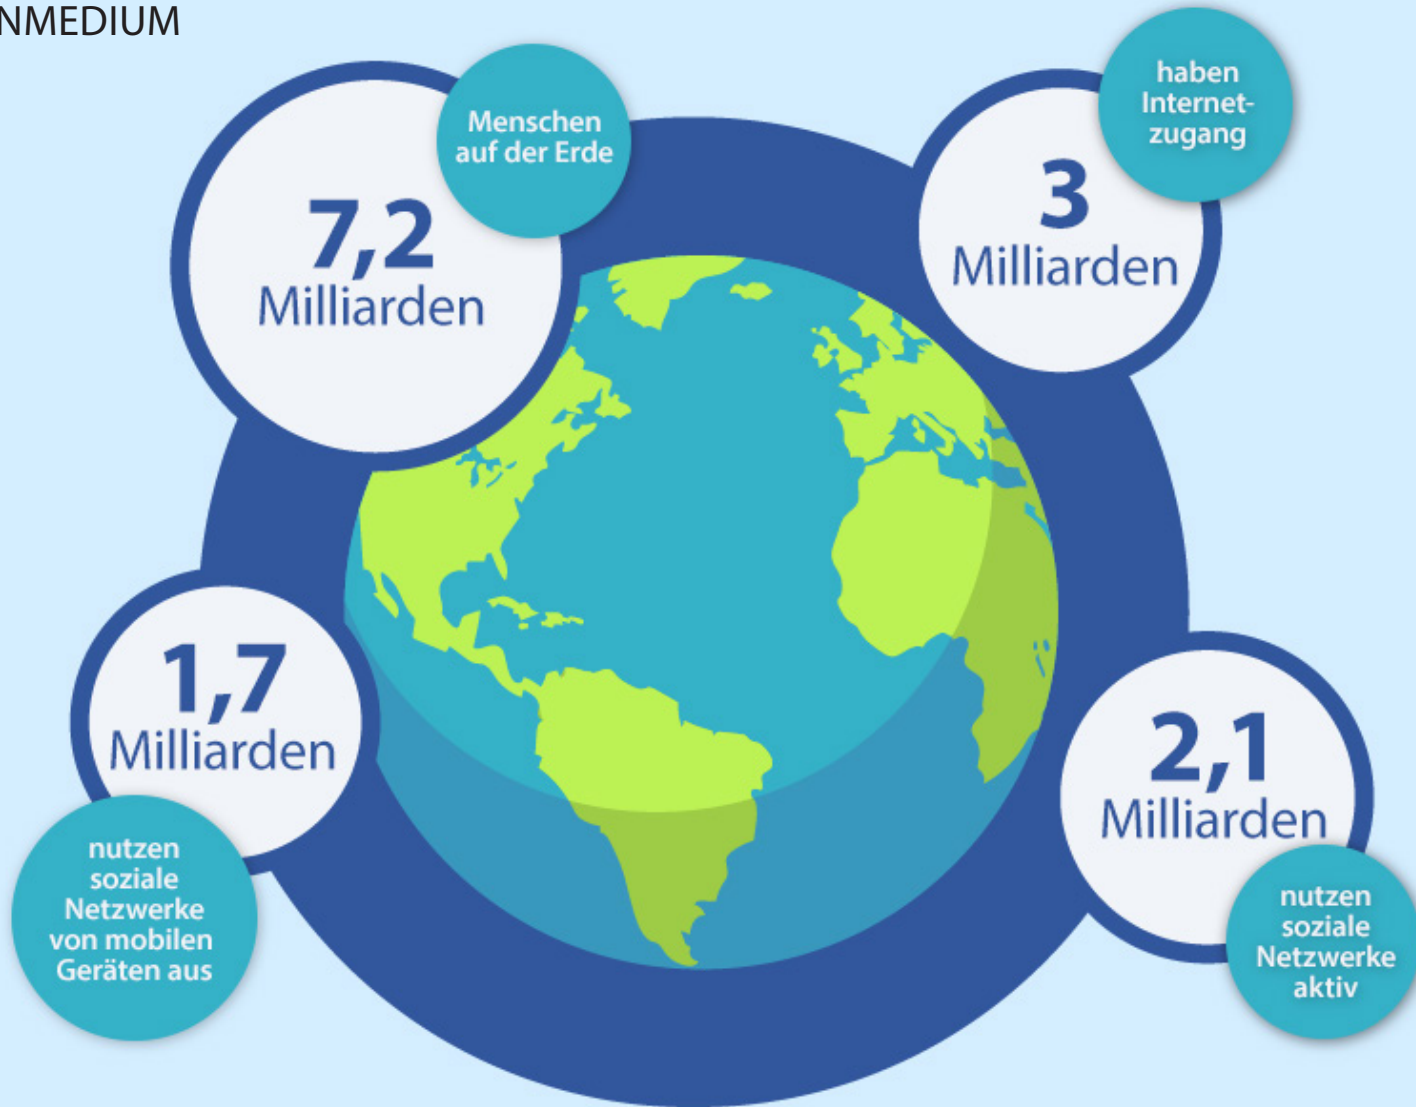 NMEDIUM
Menschen
auf der Erde
7,2
Milliarden
haben
Internet-
zugang
3
Milliarden
1,7
Milliarden
nutzen
soziale
Netzwerke
von mobilen
Geräten aus
2,1
Milliarden
nutzen
soziale
Netzwerke
aktiv